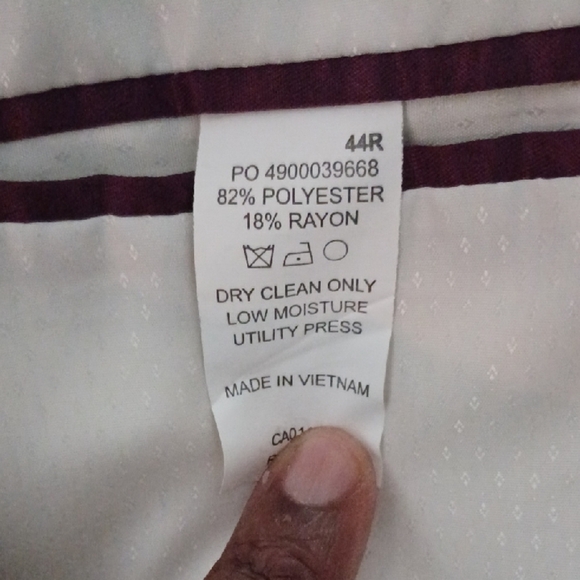 44R
PO 4900039668
82% POLYESTER
18% RAYON
DRY CLEAN ONLY
LOW MOISTURE
UTILITY PRESS
MADE IN VIETNAM